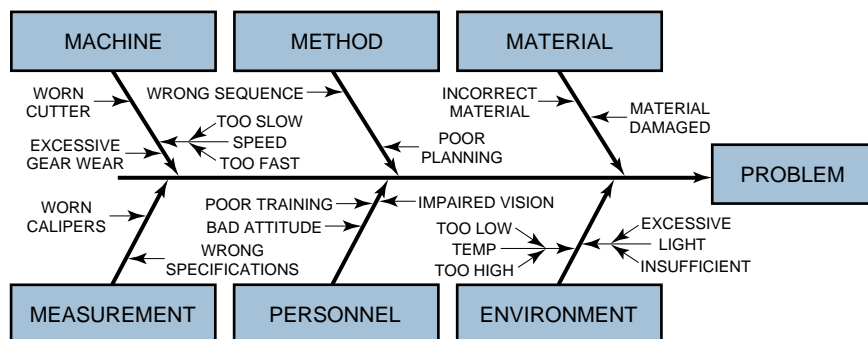 MACHINE
METHOD
MATERIAL
WORN
CUTTER
EXCESSIVE
GEAR WEAR
TOO SLOW
SPEED
TOO FAST
WRONG SEQUENCE
POOR
PLANNING
INCORRECT
MATERIAL
MATERIAL
DAMAGED
PROBLEM
WORN
CALIPERS
WRONG
SPECIFICATIONS
POOR TRAINING
BAD ATTITUDE
IMPAIRED VISION
TOO LOW
TEMP
TOO HIGH
EXCESSIVE
LIGHT
INSUFFICIENT
MEASUREMENT
PERSONNEL
ENVIRONMENT